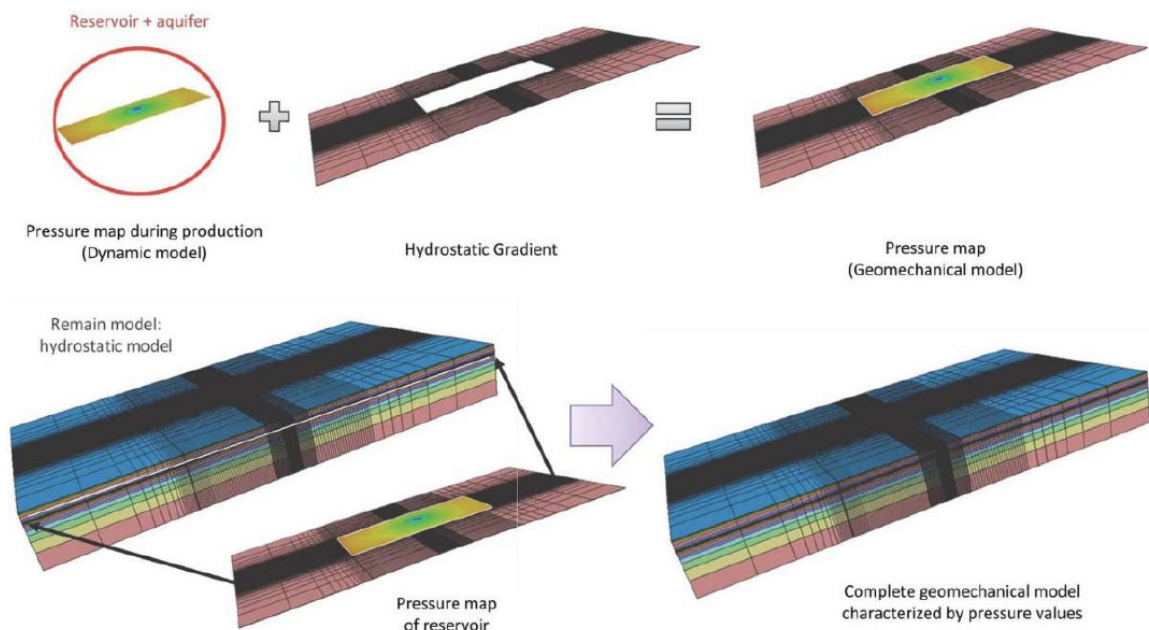 Reservoir + aquifer
Pressure map during production
(Dynamic model)
Hydrostatic Gradient
Pressure map
(Geomechanical model)
Remain model:
hydrostatic model
Pressure map
of reservoir
Complete geomechanical model
characterized by pressure values